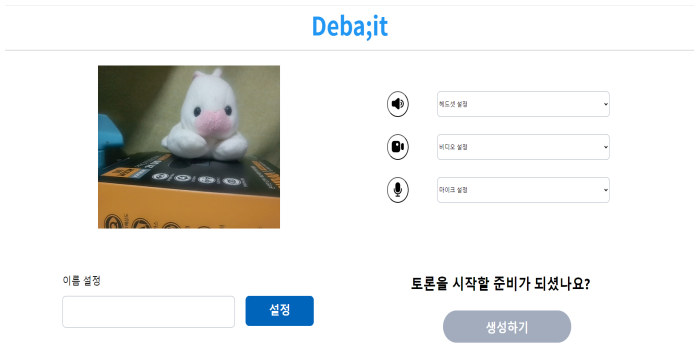 Deba;it
헤드셋 설정
비디오 설정
마이크 설정
이름 설정
설정
토론을 시작할 준비가 되셨나요?
생성하기